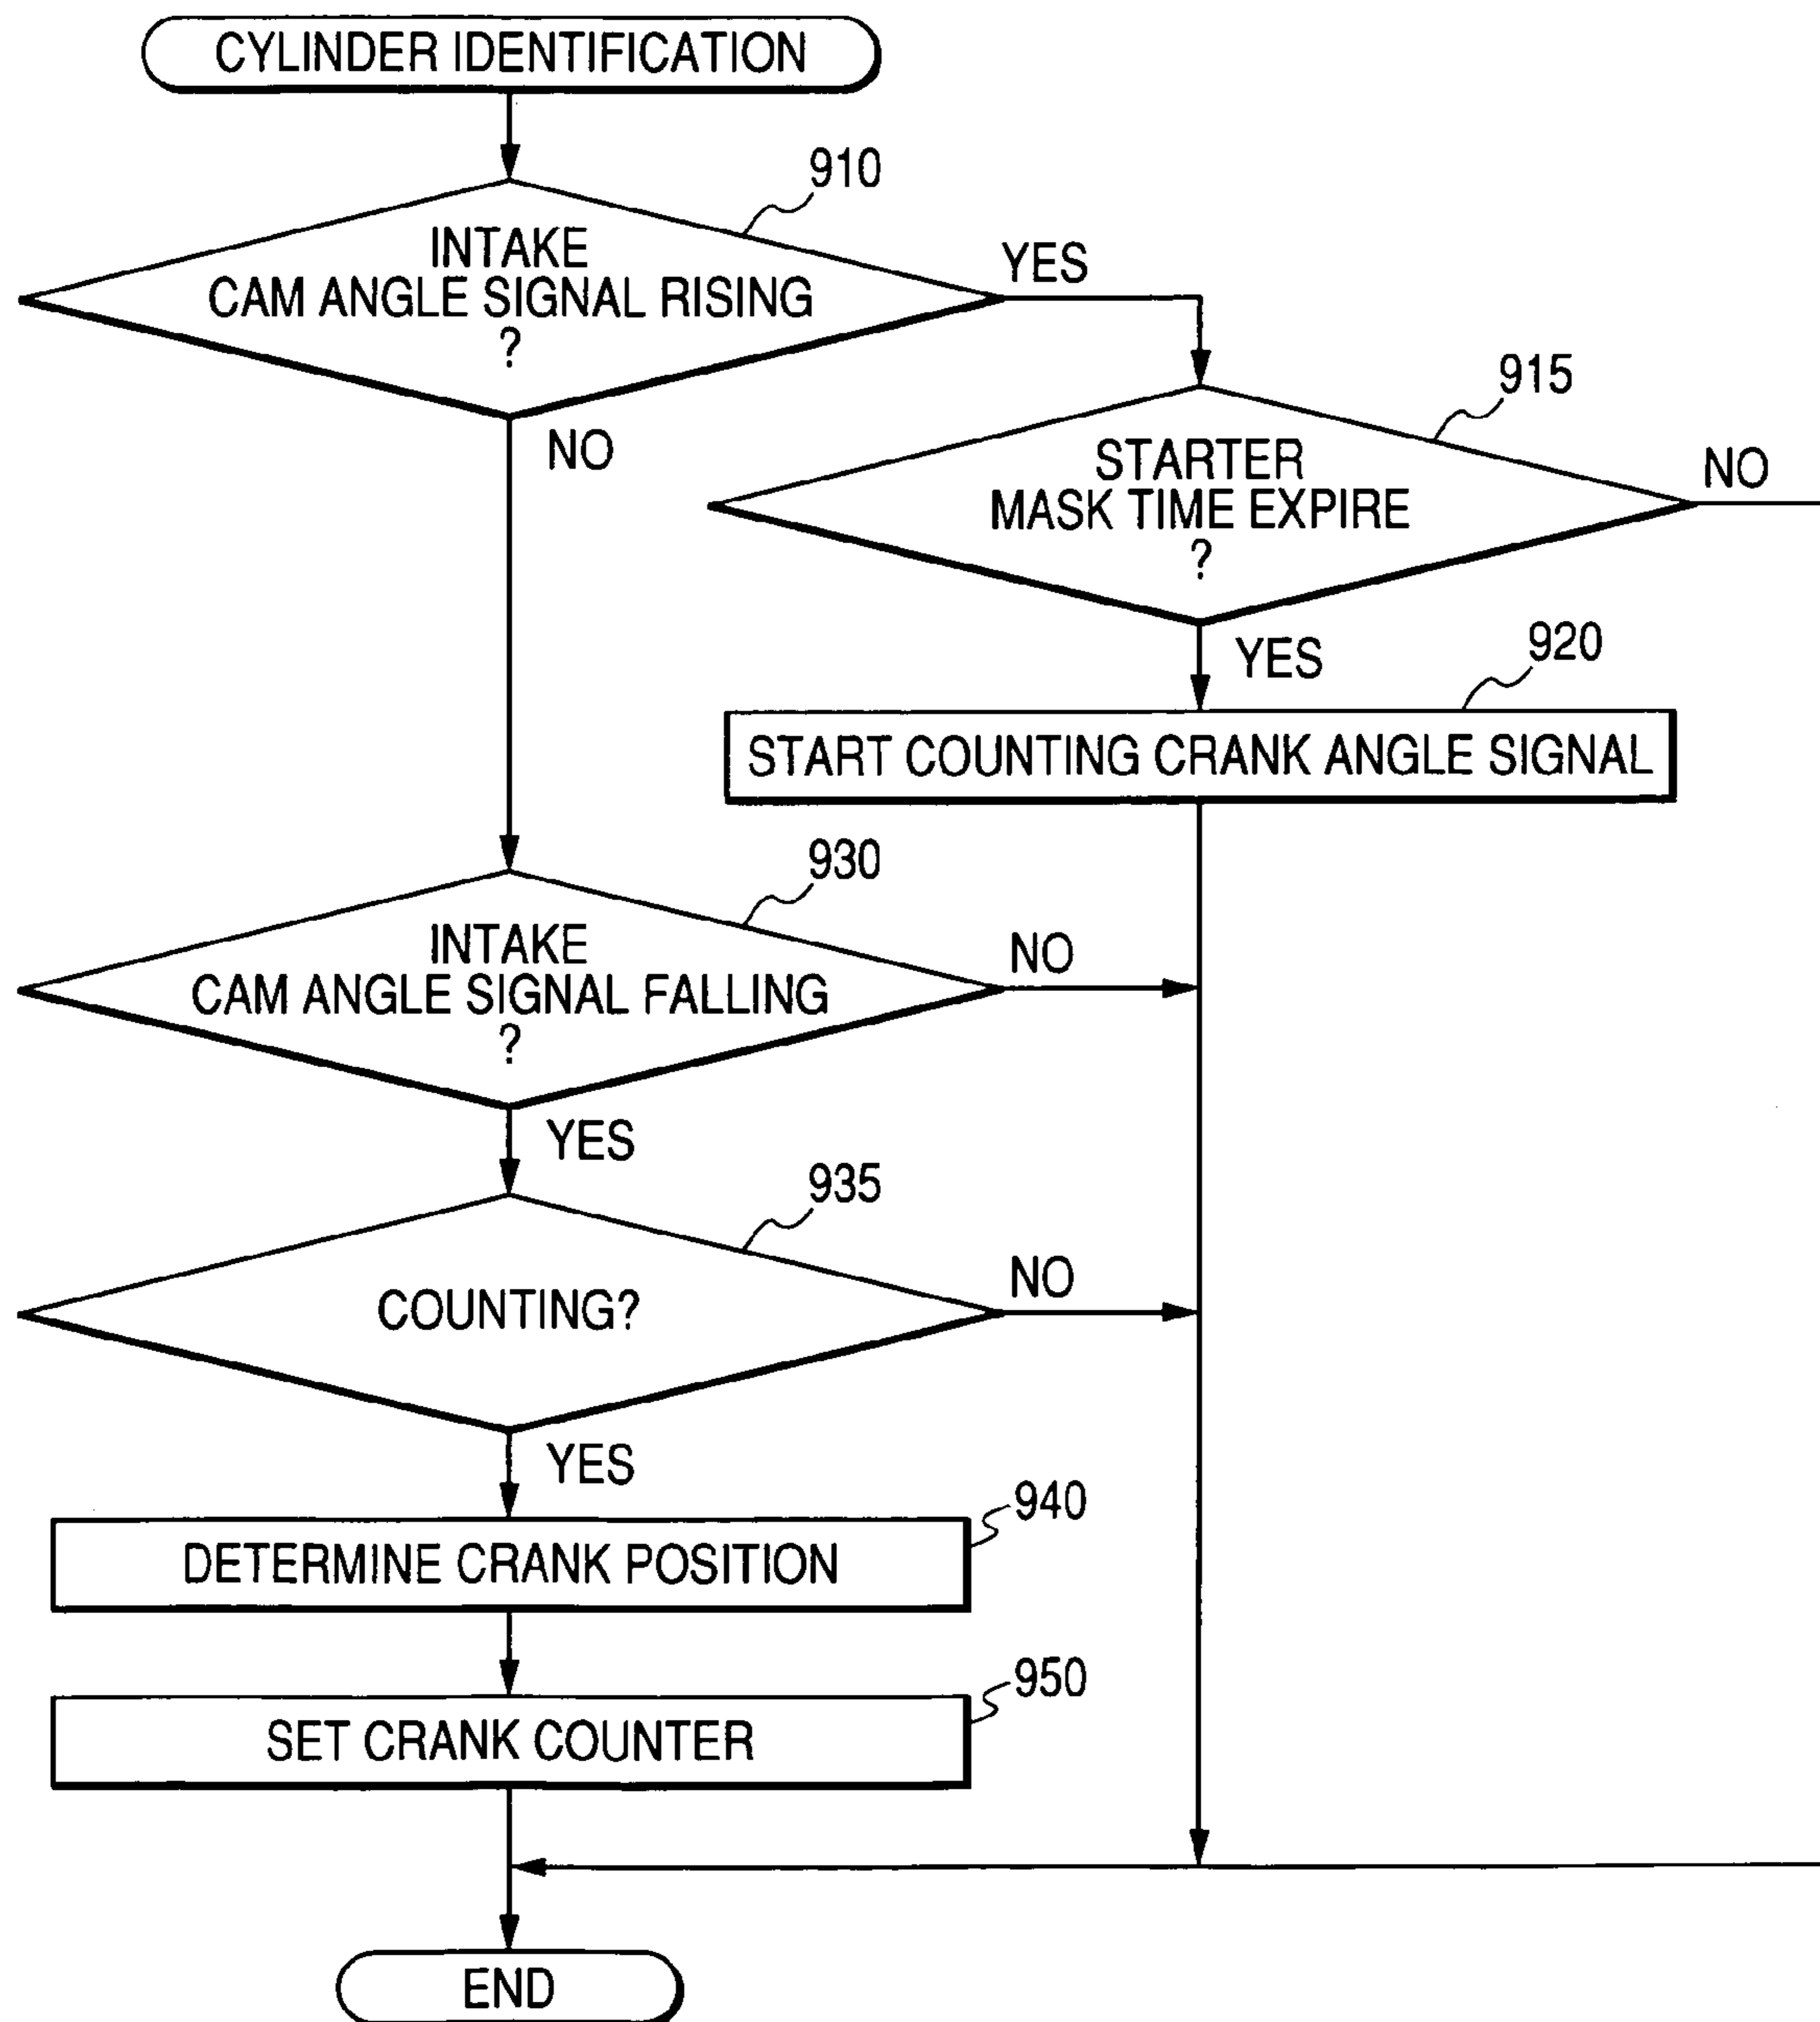 CYLINDER IDENTIFICATION
910
INTAKE
CAM ANGLE SIGNAL RISING
?
YES
NO
915
STARTER
MASK TIME EXPIRE
?
NO
YES
920
START COUNTING CRANK ANGLE SIGNAL
930
INTAKE
CAM ANGLE SIGNAL FALLING
?
NO
YES
935
COUNTING?
NO
YES
940
DETERMINE CRANK POSITION
950
SET CRANK COUNTER
END